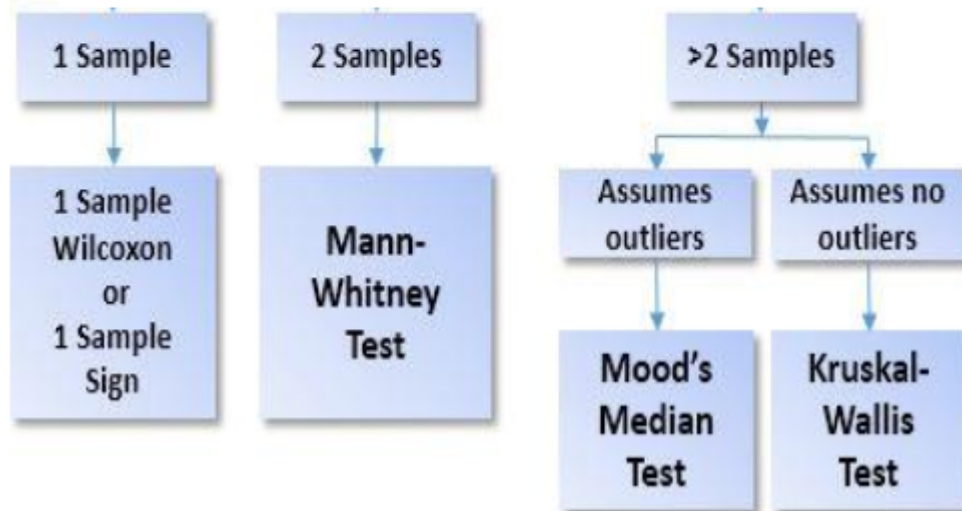 1 Sample
2 Samples
>2 Samples
1 Sample
Wilcoxon
or
1 Sample
Sign
Mann-
Whitney
Test
Assumes
outliers
Assumes no
outliers
Mood's
Median
Test
Kruskal-
Wallis
Test